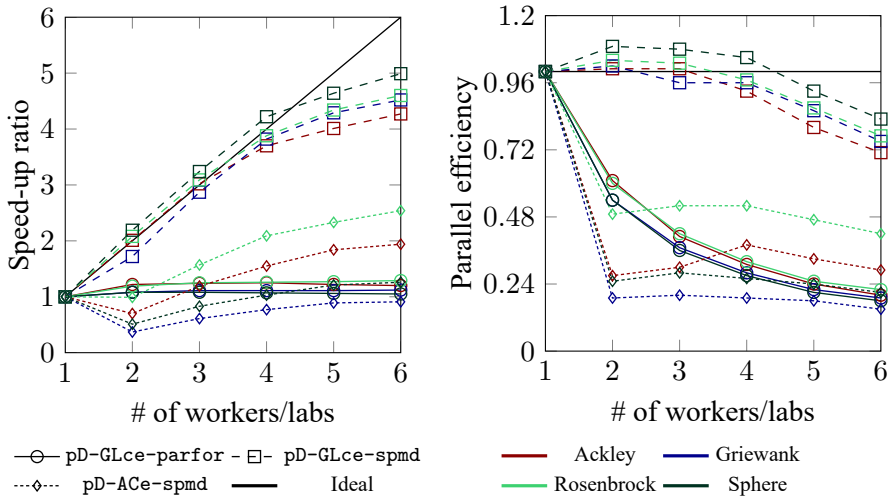 6
5
4
3
2
1
0
Speed-up ratio
1 2 3 4 5 6
# of workers/labs
1.2
0.96
0.72
0.48
0.24
0
Parallel efficiency
1 2 3 4 5 6
# of workers/labs
pD-GLce-parfor pD-GLce-spmd
pD-ACe-spmd Ideal
Ackley Griewank
Rosenbrock Sphere